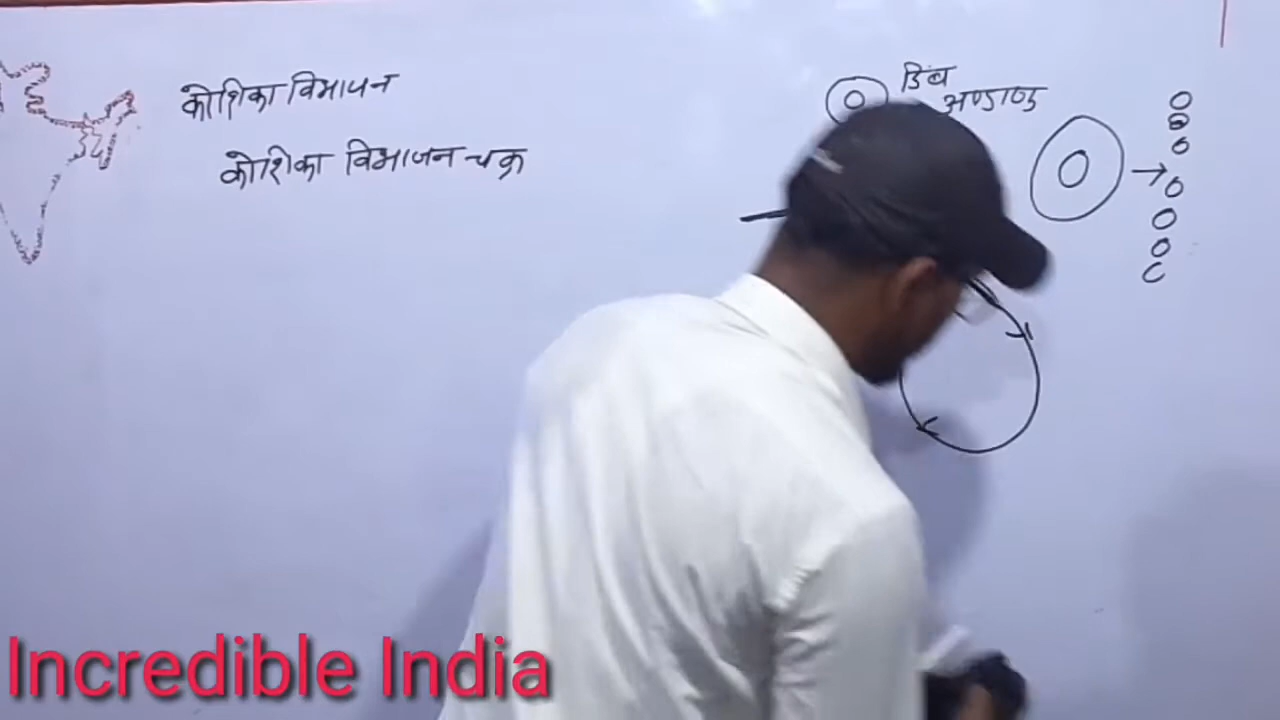 कोशिका विभाजन
कोशिका विभाजन चक्र
डिंब
अण्डाणु
Incredible India